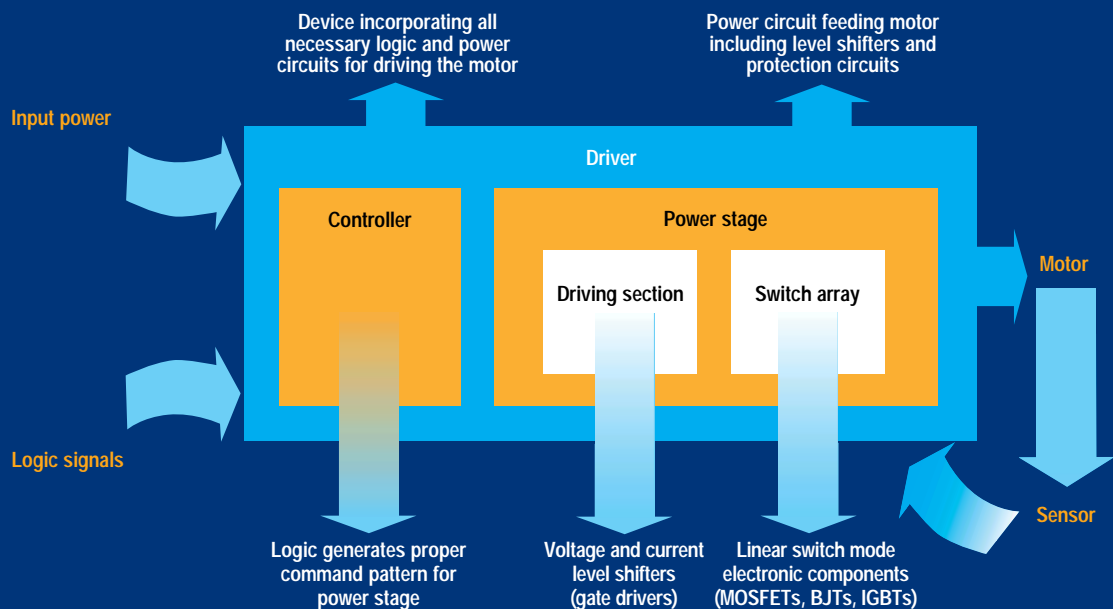 Device incorporating all
necessary logic and power
circuits for driving the motor
Power circuit feeding motor
including level shifters and
protection circuits
Input power
Driver
Controller
Power stage
Driving section
Switch array
Motor
Logic signals
Sensor
Logic generates proper
command pattern for
power stage
Voltage and current
level shifters
(gate drivers)
Linear switch mode
electronic components
(MOSFETs, BJTs, IGBTs)